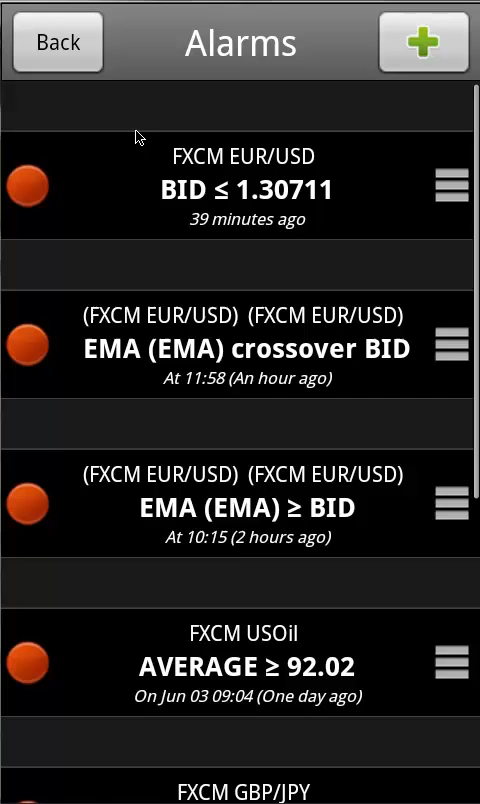 Back
Alarms
FXCM EUR/USD
BID ≤ 1.30711
39 minutes ago
(FXCM EUR/USD) (FXCM EUR/USD)
EMA (EMA) crossover BID
At 11:58 (An hour ago)
(FXCM EUR/USD) (FXCM EUR/USD)
EMA (EMA) ≥ BID
At 10:15 (2 hours ago)
FXCM USOil
AVERAGE ≥ 92.02
On Jun 03 09:04 (One day ago)
FXCM GBP/JPY